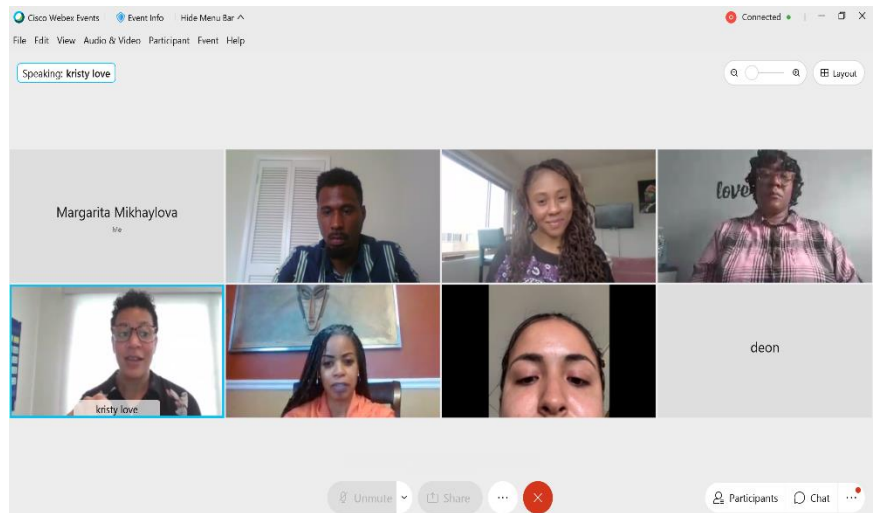 Cisco Webex Events Event Info Hide Menu Bar Connected
File Edit View Audio & Video Participant Event Help
Speaking: kristy love
Layout
Margarita Mikhaylova
Me
love
kristy love
deon
Unmute Share Participants Chat